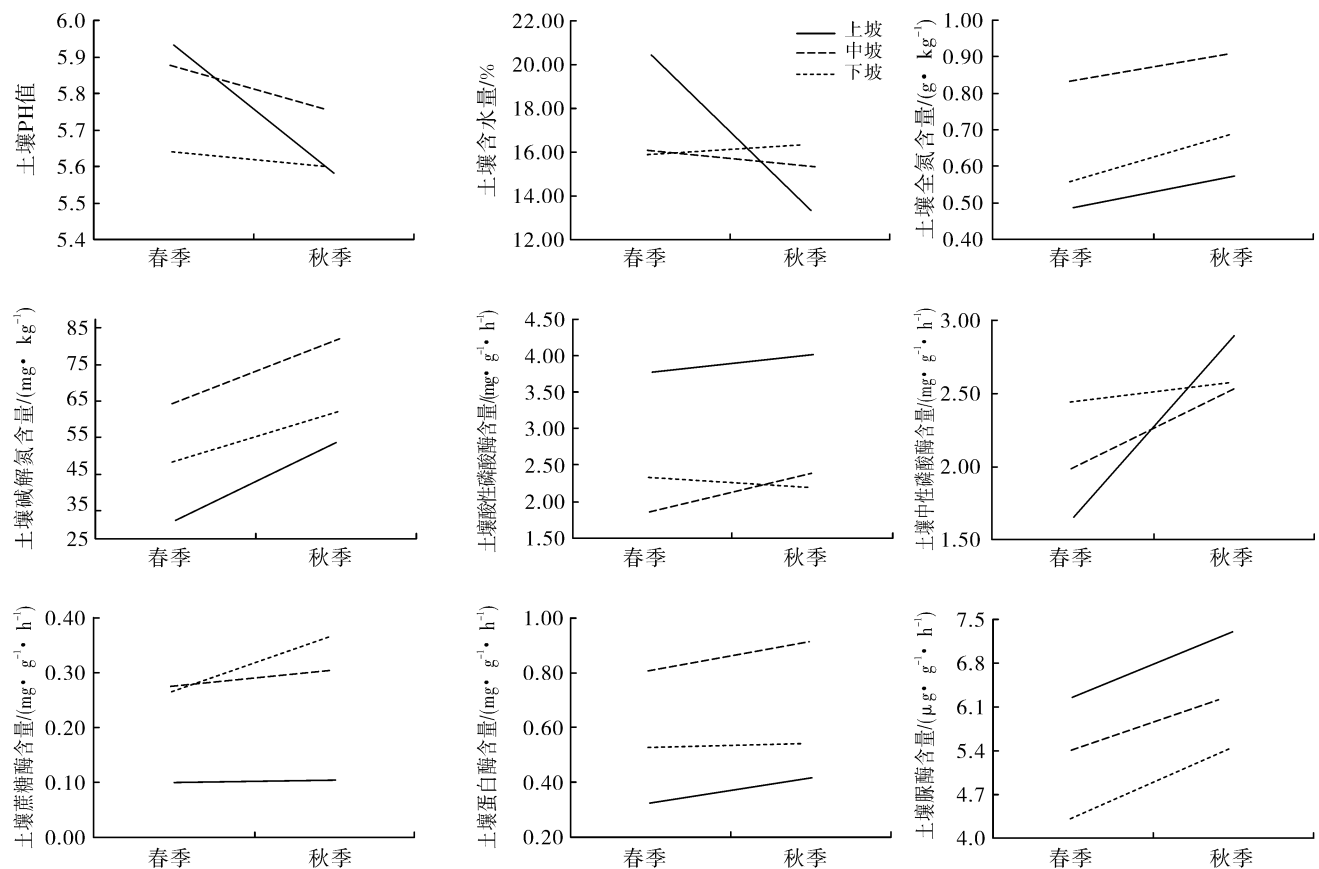 土壤PH值
6.0
5.9
5.8
5.7
5.6
5.5
5.4
春季 秋季
土壤含水量/%
22.00
20.00
18.00
16.00
14.00
12.00
春季 秋季
上坡
中坡
下坡
土壤全氮含量/(g• kg⁻¹)
1.00
0.90
0.80
0.70
0.60
0.50
0.40
春季 秋季
土壤碱解氮含量/(mg• kg⁻¹)
85
75
65
55
45
35
25
春季 秋季
土壤酸性磷酸酶含量/(mg• g⁻¹• h⁻¹)
4.50
4.00
3.50
3.00
2.50
2.00
1.50
春季 秋季
土壤中性磷酸酶含量/(mg• g⁻¹• h⁻¹)
3.00
2.50
2.00
1.50
春季 秋季
土壤蔗糖酶含量/(mg• g⁻¹• h⁻¹)
0.40
0.30
0.20
0.10
0.00
春季 秋季
土壤蛋白酶含量/(mg• g⁻¹• h⁻¹)
1.00
0.80
0.60
0.40
0.20
春季 秋季
土壤脲酶含量/(μg• g⁻¹• h⁻¹)
7.5
6.8
6.1
5.4
4.7
4.0
春季 秋季